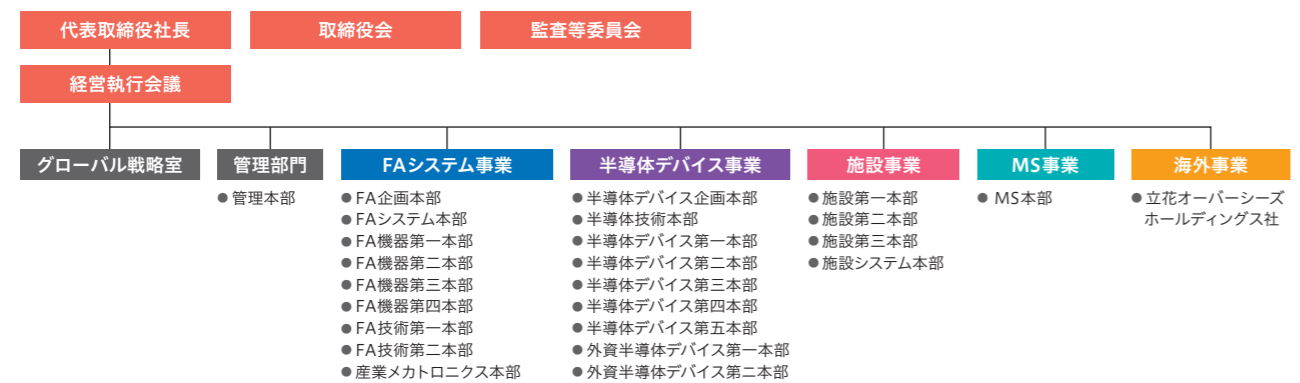 代表取締役社長
取締役会
監査等委員会
経営執行会議
グローバル戦略室
管理部門
●管理本部
FAシステム事業
●FA企画本部
●FAシステム本部
●FA機器第一本部
●FA機器第二本部
●FA機器第三本部
●FA機器第四本部
●FA技術第一本部
●FA技術第二本部
●産業メカトロニクス本部
半導体デバイス事業
●半導体デバイス企画本部
●半導体技術本部
●半導体デバイス第一本部
●半導体デバイス第二本部
●半導体デバイス第三本部
●半導体デバイス第四本部
●半導体デバイス第五本部
●外資半導体デバイス第一本部
●外資半導体デバイス第二本部
施設事業
●施設第一本部
●施設第二本部
●施設第三本部
●施設システム本部
MS事業
●MS本部
海外事業
●立花オーバーシーズ
ホールディングス社